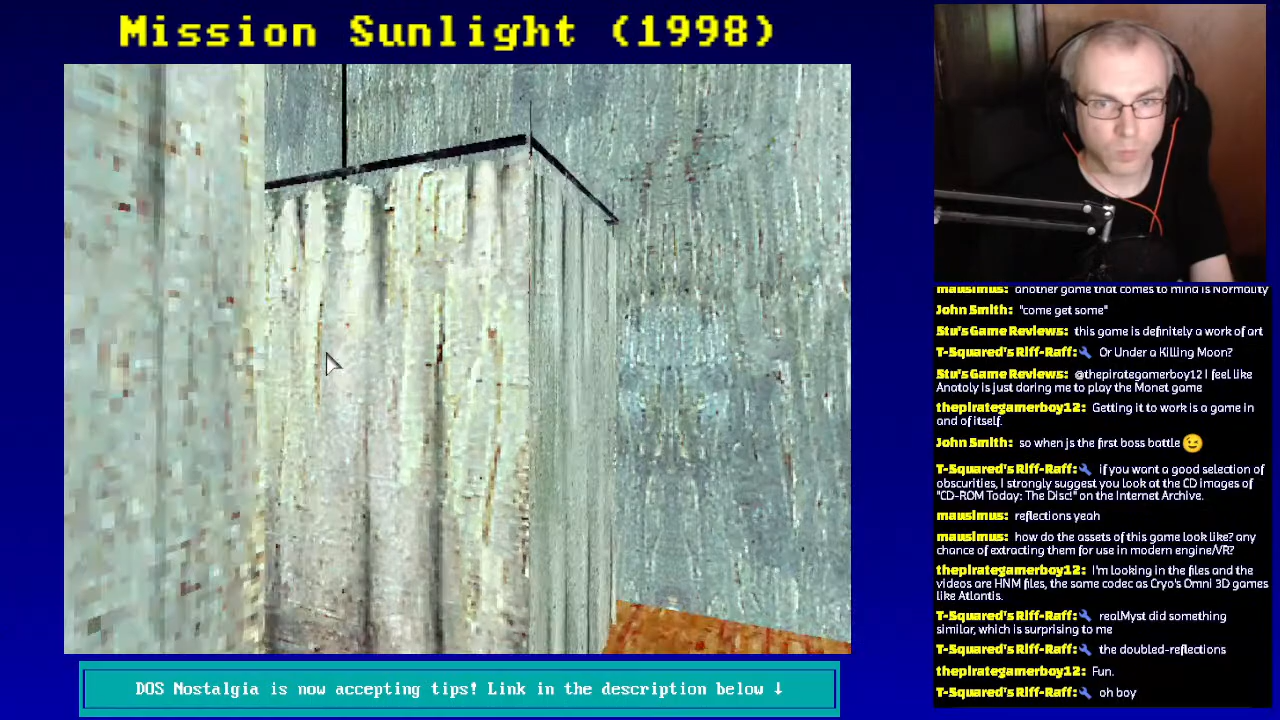 Mission Sunlight (1998)
mausimus: another game that comes to mind is Normality
John Smith: "come get some"
Stu's Game Reviews: this game is definitely a work of art
T-Squared's Riff-Raff: Or Under a Killing Moon?
Stu's Game Reviews: @thepirategamerboy12 I feel like
Anatoly is just daring me to play the Monet game
thepirategamerboy12: Getting it to work is a game in
and of itself.
John Smith: so when js the first boss battle 😉
T-Squared's Riff-Raff: if you want a good selection of
obscurities, I strongly suggest you look at the CD images of
"CD-ROM Today: The Disc!" on the Internet Archive.
mausimus: reflections yeah
mausimus: how do the assets of this game look like? any
chance of extracting them for use in modern engine/VR?
thepirategamerboy12: I'm looking in the files and the
videos are HNM files, the same codec as Cryo's Omni 3D games
like Atlantis.
T-Squared's Riff-Raff: realMyst did something
similar, which is surprising to me
T-Squared's Riff-Raff: the doubled-reflections
thepirategamerboy12: Fun.
T-Squared's Riff-Raff: oh boy
DOS Nostalgia is now accepting tips! Link in the description below ↓